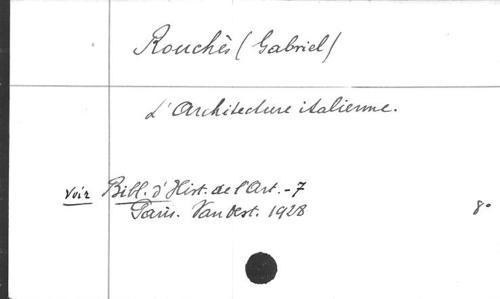 Rouchès (Gabriel)
L'Architecture italienne.
Voir Bibl. d'Hist. de l'Art. - 7
Paris. Van Oest. 1928 8°